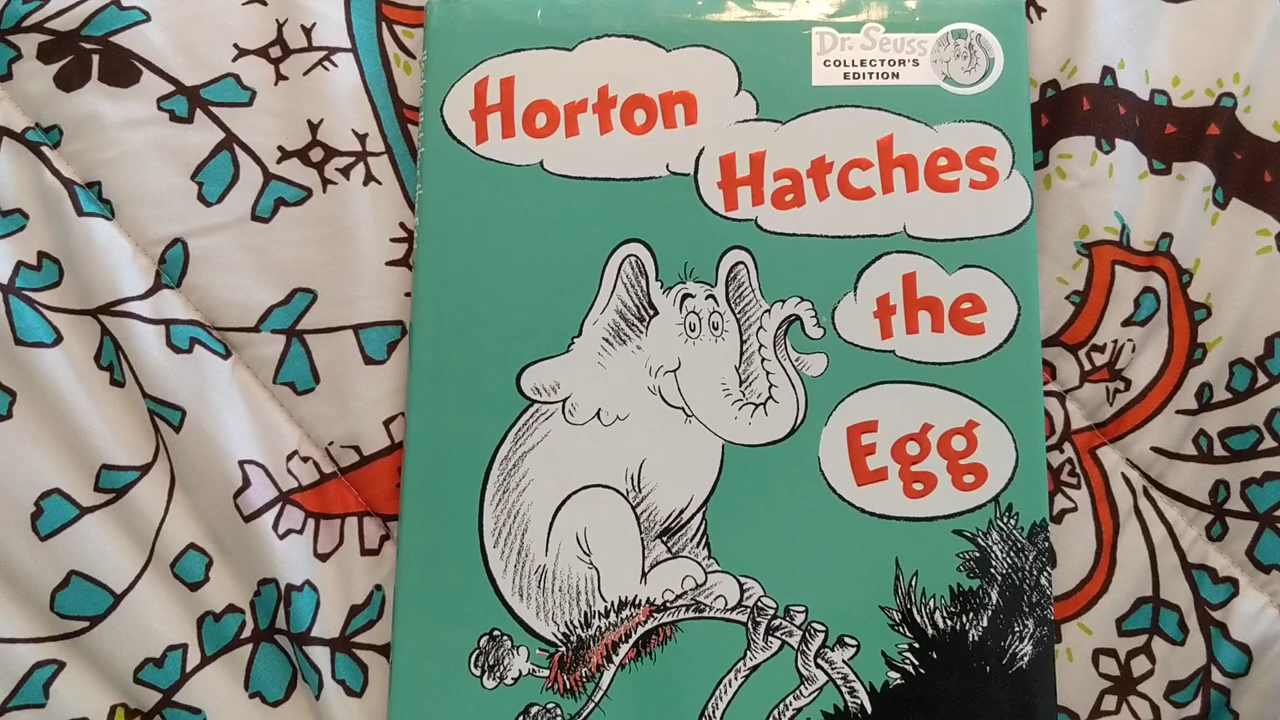 Dr. Seuss
COLLECTOR'S
EDITION
Horton
Hatches
the
Egg